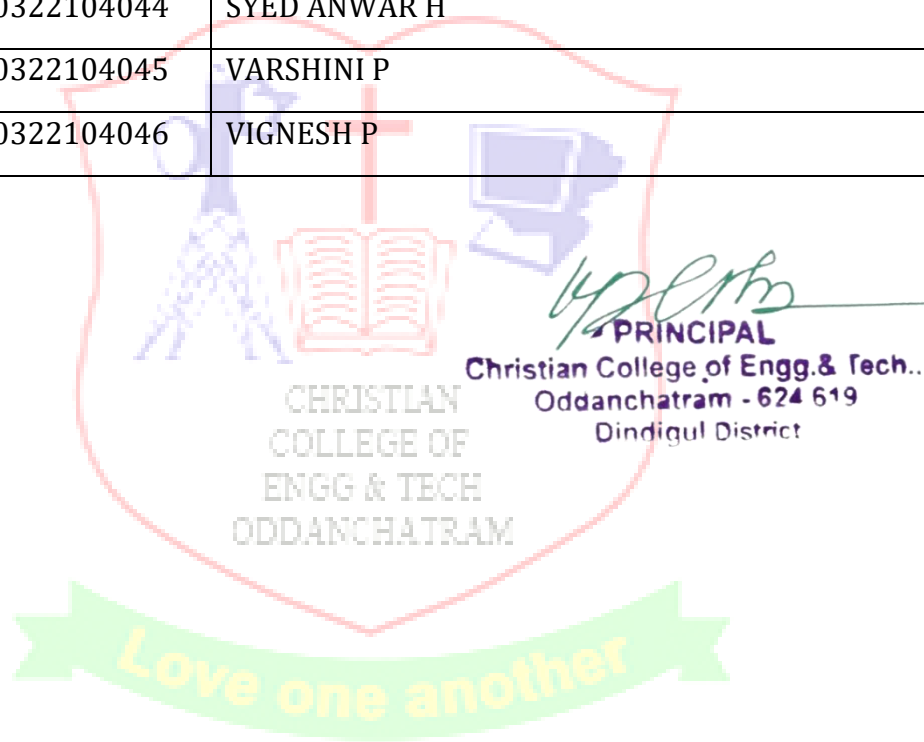 0322104044 SYED ANWAR H
0322104045 VARSHINI P
0322104046 VIGNESH P
PRINCIPAL
Christian College of Engg.& Tech..
Oddanchatram - 624 619
Dindigul District
CHRISTIAN
COLLEGE OF
ENGG & TECH
ODDANCHATRAM
Love one another